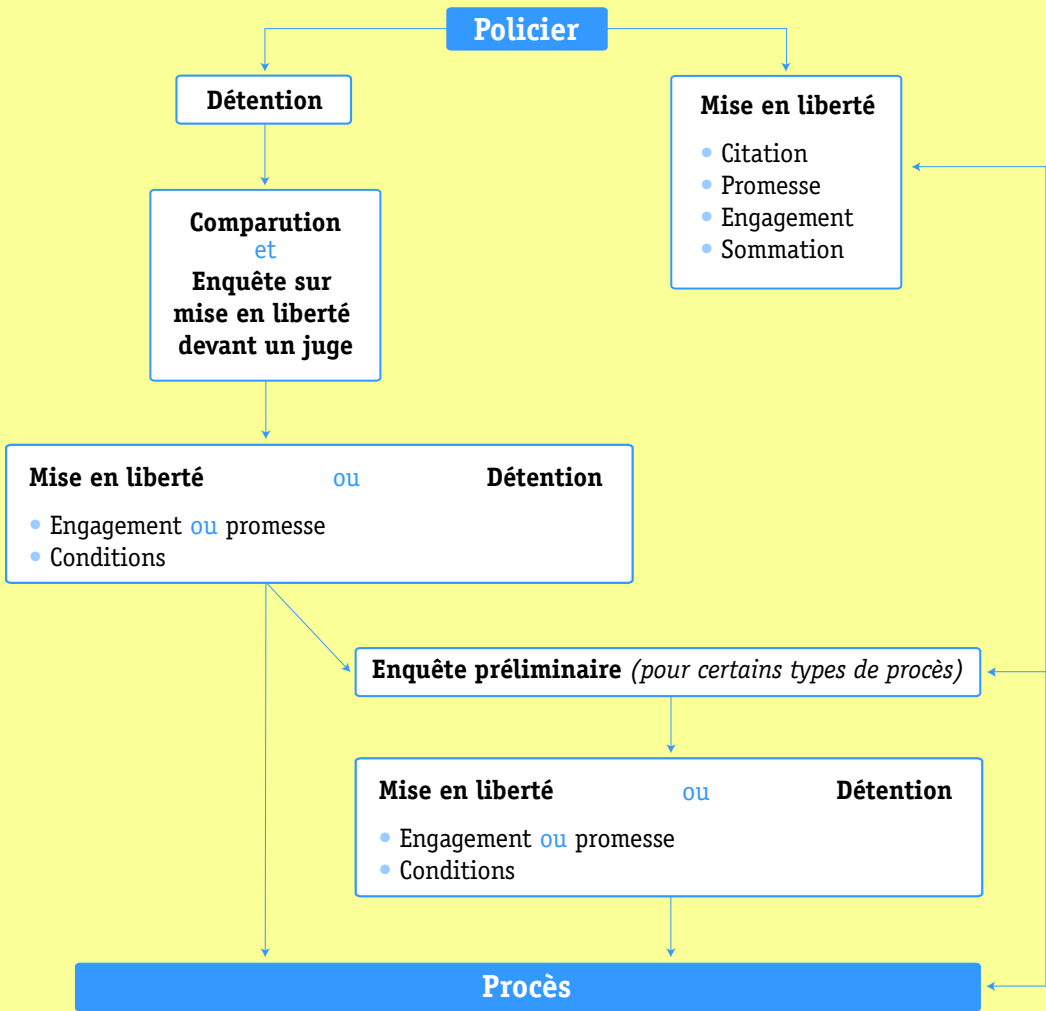 Policier
Détention
Mise en liberté
• Citation
• Promesse
• Engagement
• Sommation
Comparution
et
Enquête sur
mise en liberté
devant un juge
Mise en liberté ou Détention
• Engagement ou promesse
• Conditions
Enquête préliminaire (pour certains types de procès)
Mise en liberté ou Détention
• Engagement ou promesse
• Conditions
Procès